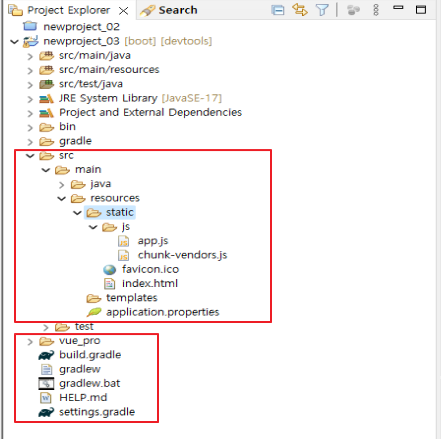 Project Explorer
Search
newproject_02
newproject_03 [boot] [devtools]
src/main/java
src/main/resources
src/test/java
JRE System Library [JavaSE-17]
Project and External Dependencies
bin
gradle
src
main
java
resources
static
js
app.js
chunk-vendors.js
favicon.ico
index.html
templates
application.properties
test
vue_pro
build.gradle
gradlew
gradlew.bat
HELP.md
settings.gradle